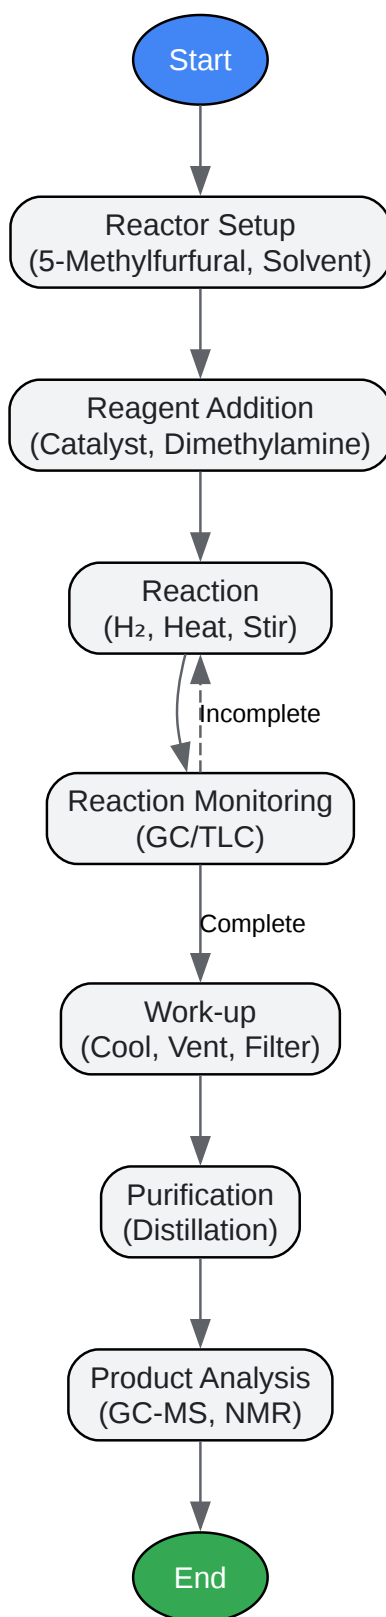 Start
Reactor Setup
(5-Methylfurfural, Solvent)
Reagent Addition
(Catalyst, Dimethylamine)
Reaction
(H₂, Heat, Stir)
Incomplete
Reaction Monitoring
(GC/TLC)
Complete
Work-up
(Cool, Vent, Filter)
Purification
(Distillation)
Product Analysis
(GC-MS, NMR)
End